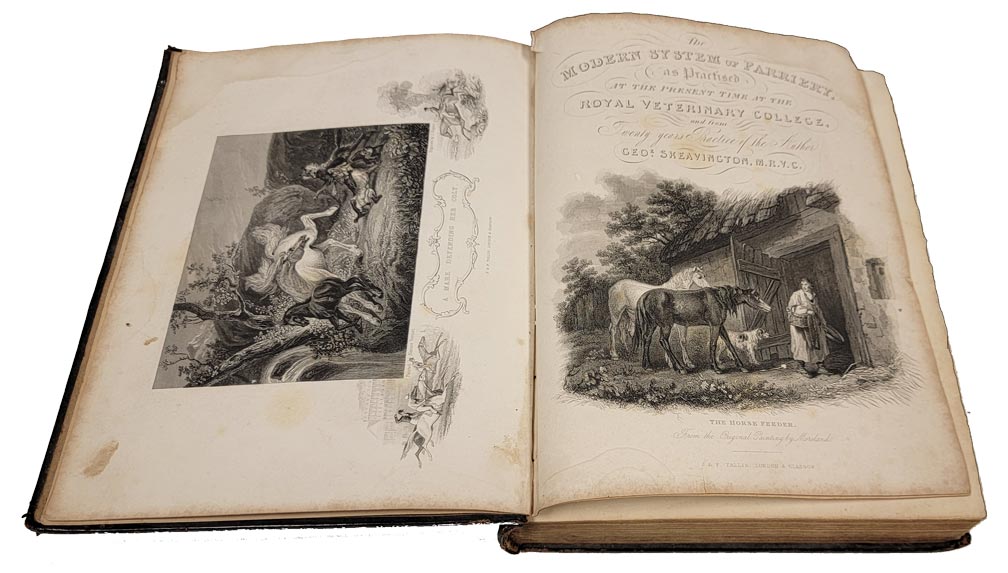 A MARE DEFENDING HER COLT
The
MODERN SYSTEM OF FARRIERY,
as Practised
AT THE PRESENT TIME AT THE
ROYAL VETERINARY COLLEGE,
and from
Twenty years Practice of the Author
GEO. SKEAVINGTON, M.R.V.C.
THE HORSE FEEDER.
From the Original Painting by Morland.
J. & F. TALLIS, LONDON & GLASGOW